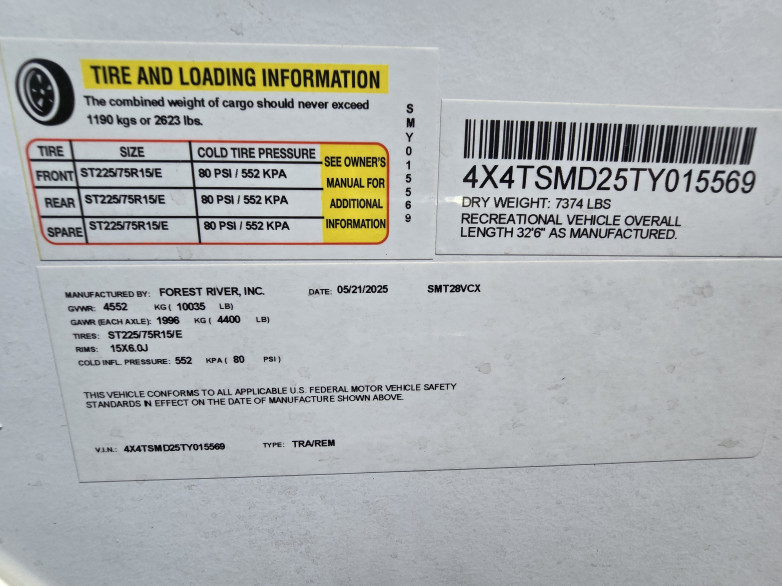 TIRE AND LOADING INFORMATION
The combined weight of cargo should never exceed
1190 kgs or 2623 lbs.
TIRE SIZE COLD TIRE PRESSURE SEE OWNER'S MANUAL FOR ADDITIONAL INFORMATION
FRONT ST225/75R15/E 80 PSI / 552 KPA
REAR ST225/75R15/E 80 PSI / 552 KPA
SPARE ST225/75R15/E 80 PSI / 552 KPA
SMY015569
4X4TSMD25TY015569
DRY WEIGHT: 7374 LBS
RECREATIONAL VEHICLE OVERALL
LENGTH 32'6" AS MANUFACTURED.
MANUFACTURED BY: FOREST RIVER, INC. DATE: 05/21/2025 SMT28VCX
GVWR: 4552 KG ( 10035 LB)
GAWR (EACH AXLE): 1996 KG ( 4400 LB)
TIRES: ST225/75R15/E
RIMS: 15X6.0J
COLD INFL. PRESSURE: 552 KPA ( 80 PSI )
THIS VEHICLE CONFORMS TO ALL APPLICABLE U.S. FEDERAL MOTOR VEHICLE SAFETY
STANDARDS IN EFFECT ON THE DATE OF MANUFACTURE SHOWN ABOVE.
V.I.N.: 4X4TSMD25TY015569 TYPE: TRA/REM